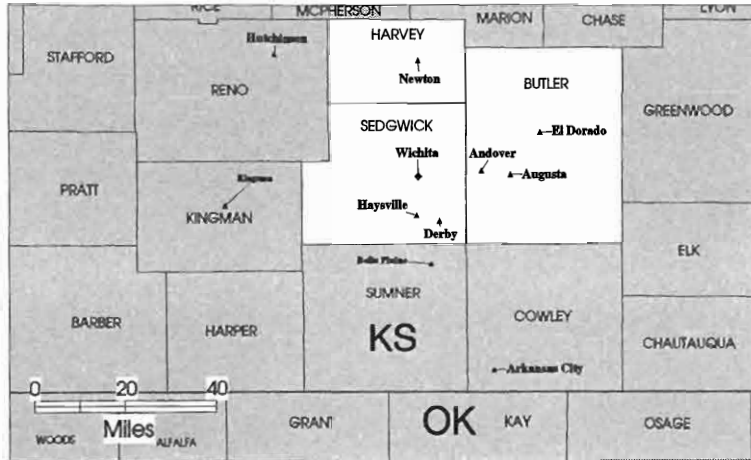 RICE
MCPHERSON
MARION
CHASE
LYON
STAFFORD
Hutchinson
RENO
HARVEY
Newton
BUTLER
GREENWOOD
SEDGWICK
El Dorado
Wichita
Andover
Augusta
PRATT
Kingman
KINGMAN
Haysville
Derby
Belle Plaine
ELK
SUMNER
COWLEY
BARBER
HARPER
KS
CHAUTAUQUA
Arkansas City
0 20 40
Miles
WOODS
ALFALFA
GRANT
OK
KAY
OSAGE